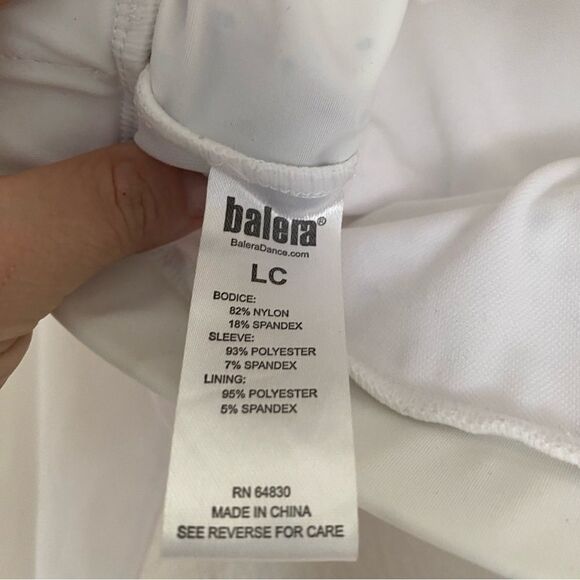 balera®
BaleraDance.com
LC
BODICE:
82% NYLON
18% SPANDEX
SLEEVE:
93% POLYESTER
7% SPANDEX
LINING:
95% POLYESTER
5% SPANDEX
RN 64830
MADE IN CHINA
SEE REVERSE FOR CARE